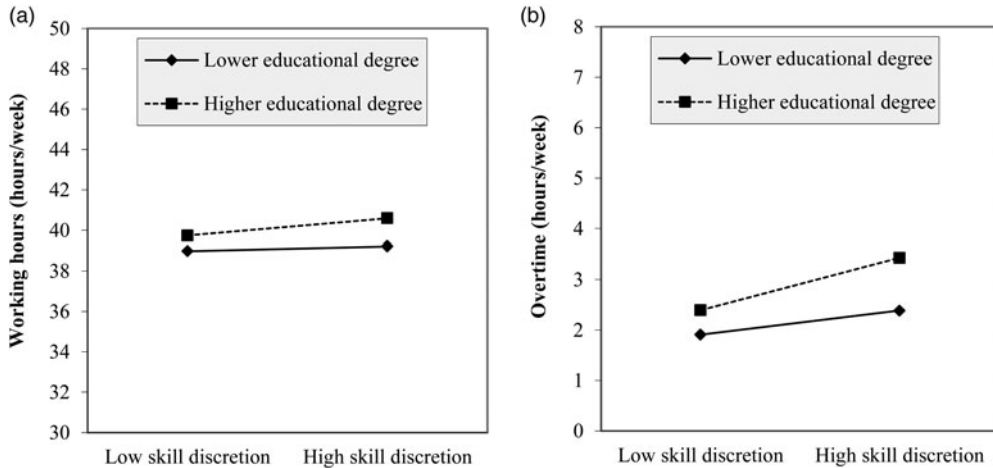 (a)
Working hours (hours/week)
50
48
46
44
42
40
38
36
34
32
30
Lower educational degree
Higher educational degree
Low skill discretion
High skill discretion
(b)
Overtime (hours/week)
8
7
6
5
4
3
2
1
0
Lower educational degree
Higher educational degree
Low skill discretion
High skill discretion